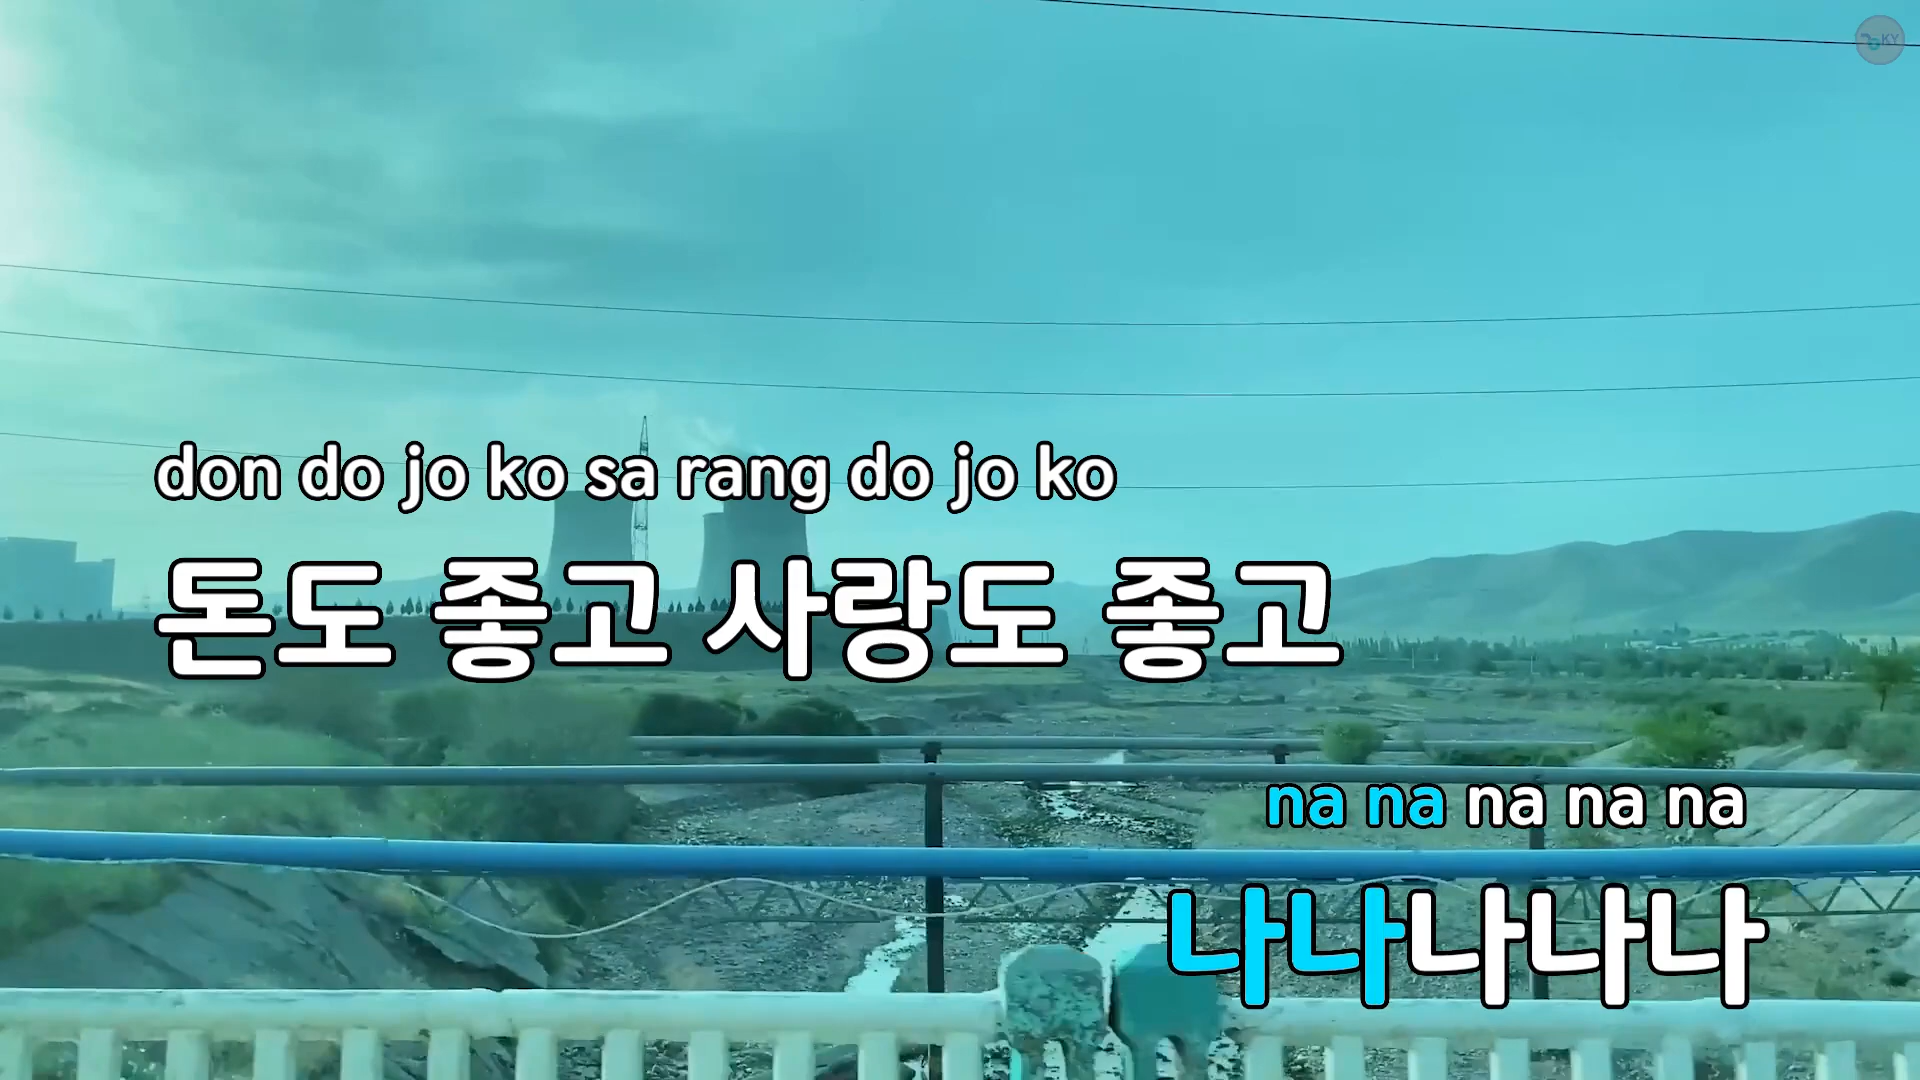 KY
don do jo ko sa rang do jo ko
돈도 좋고 사랑도 좋고
na na na na na
나나나나나